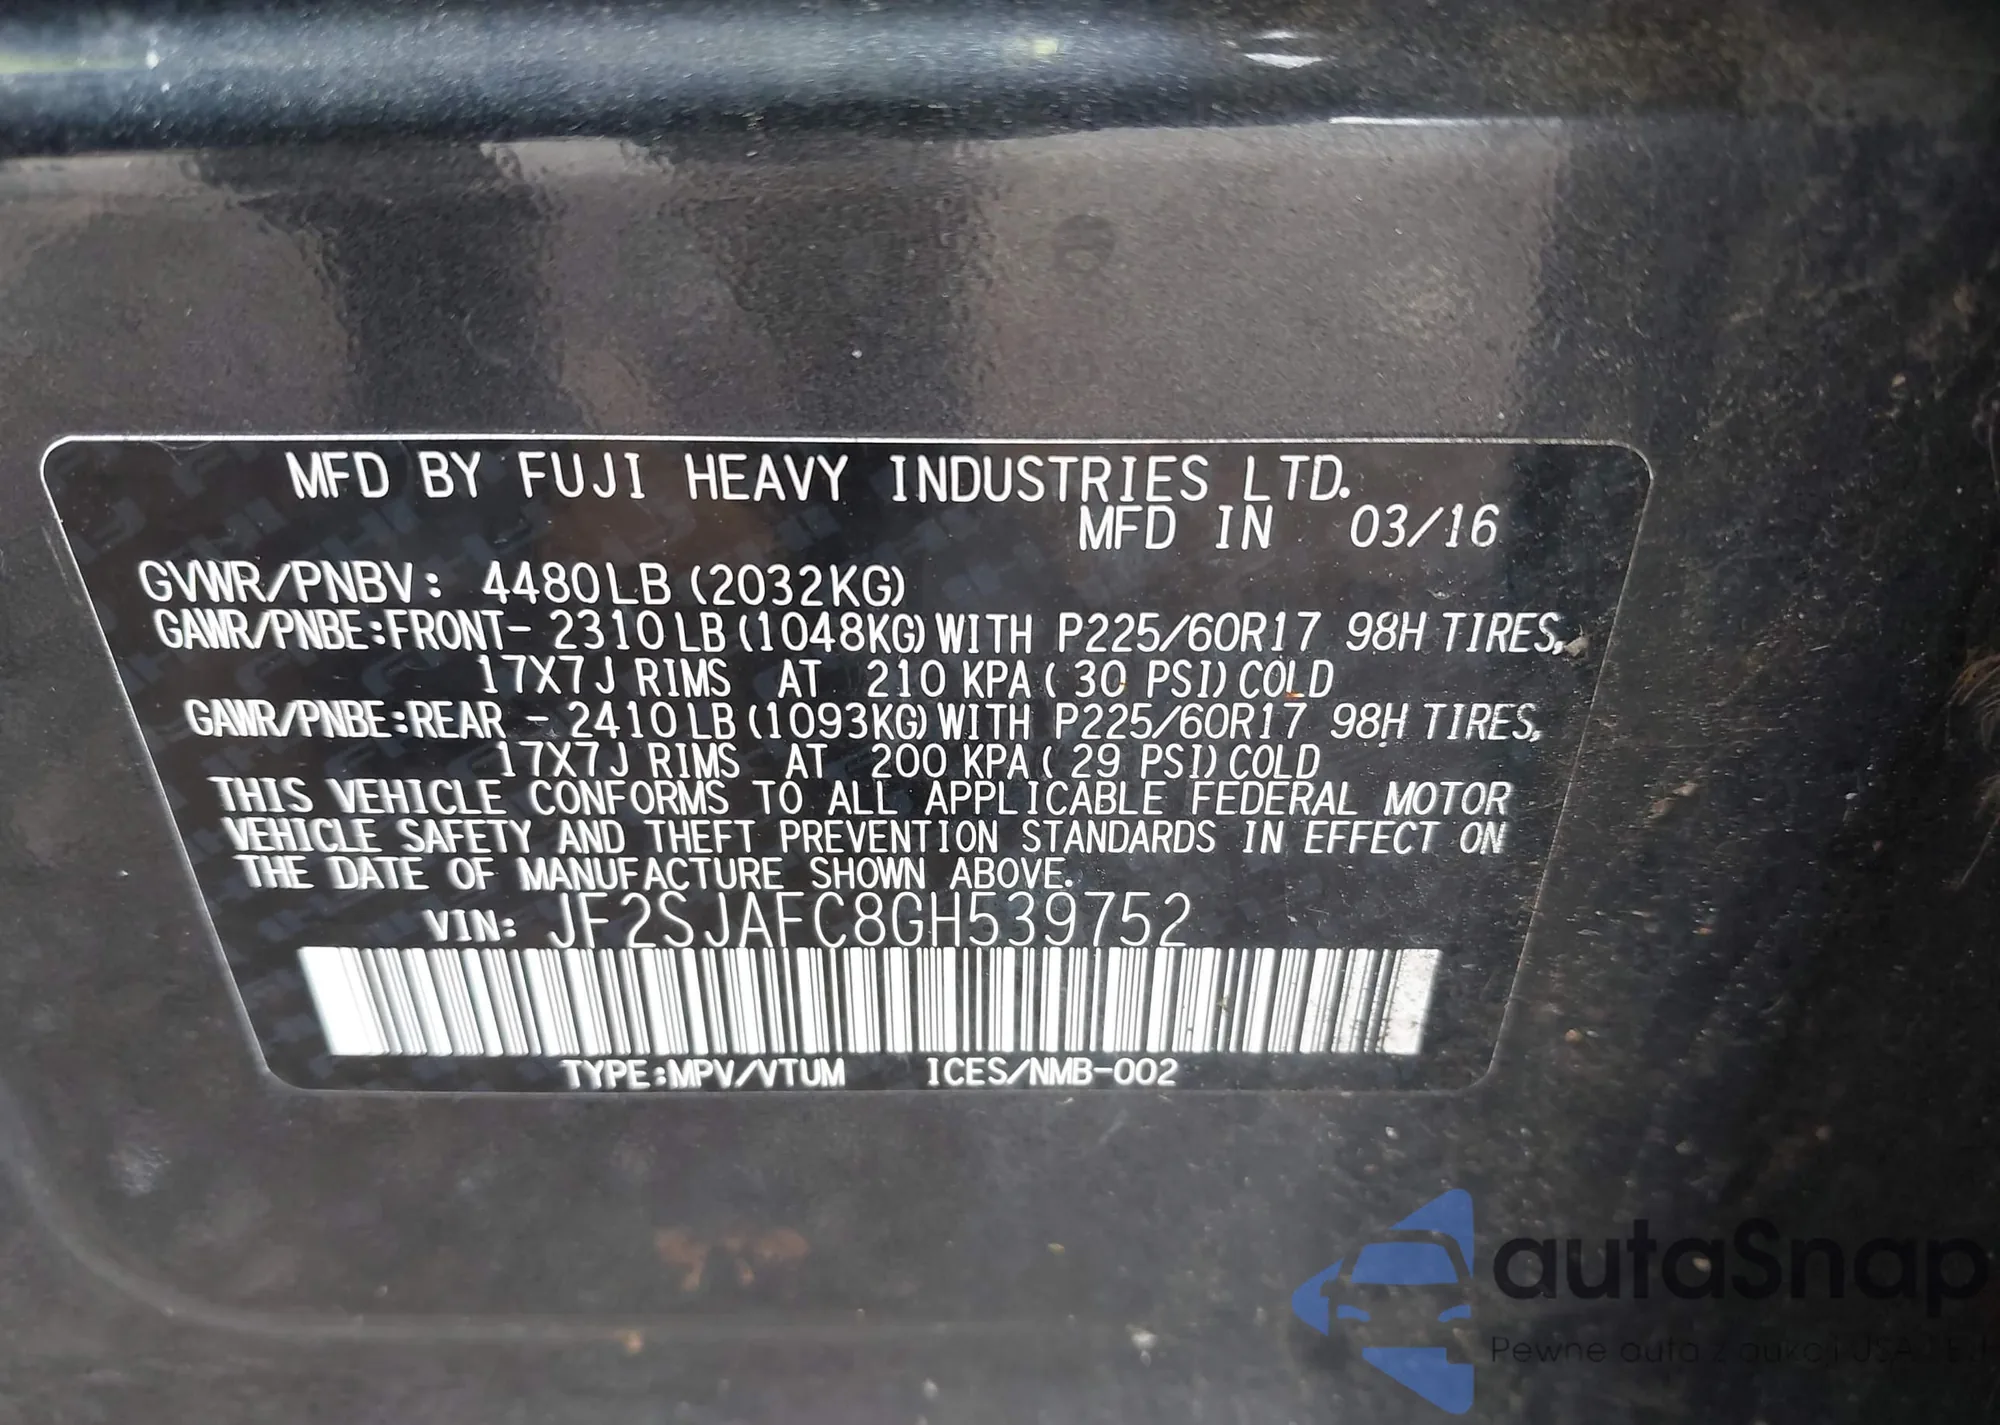 MFD BY FUJI HEAVY INDUSTRIES LTD.
MFD IN 03/16
GVWR/PNBV: 4480LB (2032KG)
GAWR/PNBE:FRONT- 2310LB (1048KG) WITH P225/60R17 98H TIRES,
17X7J RIMS AT 210 KPA ( 30 PSI) COLD
GAWR/PNBE:REAR - 2410LB (1093KG) WITH P225/60R17 98H TIRES,
17X7J RIMS AT 200 KPA ( 29 PSI) COLD
THIS VEHICLE CONFORMS TO ALL APPLICABLE FEDERAL MOTOR
VEHICLE SAFETY AND THEFT PREVENTION STANDARDS IN EFFECT ON
THE DATE OF MANUFACTURE SHOWN ABOVE.
VIN: JF2SJAFC8GH539752
TYPE:MPV/VTUM ICES/NMB-002
autaSnap
Pewne auta z aukcji USA